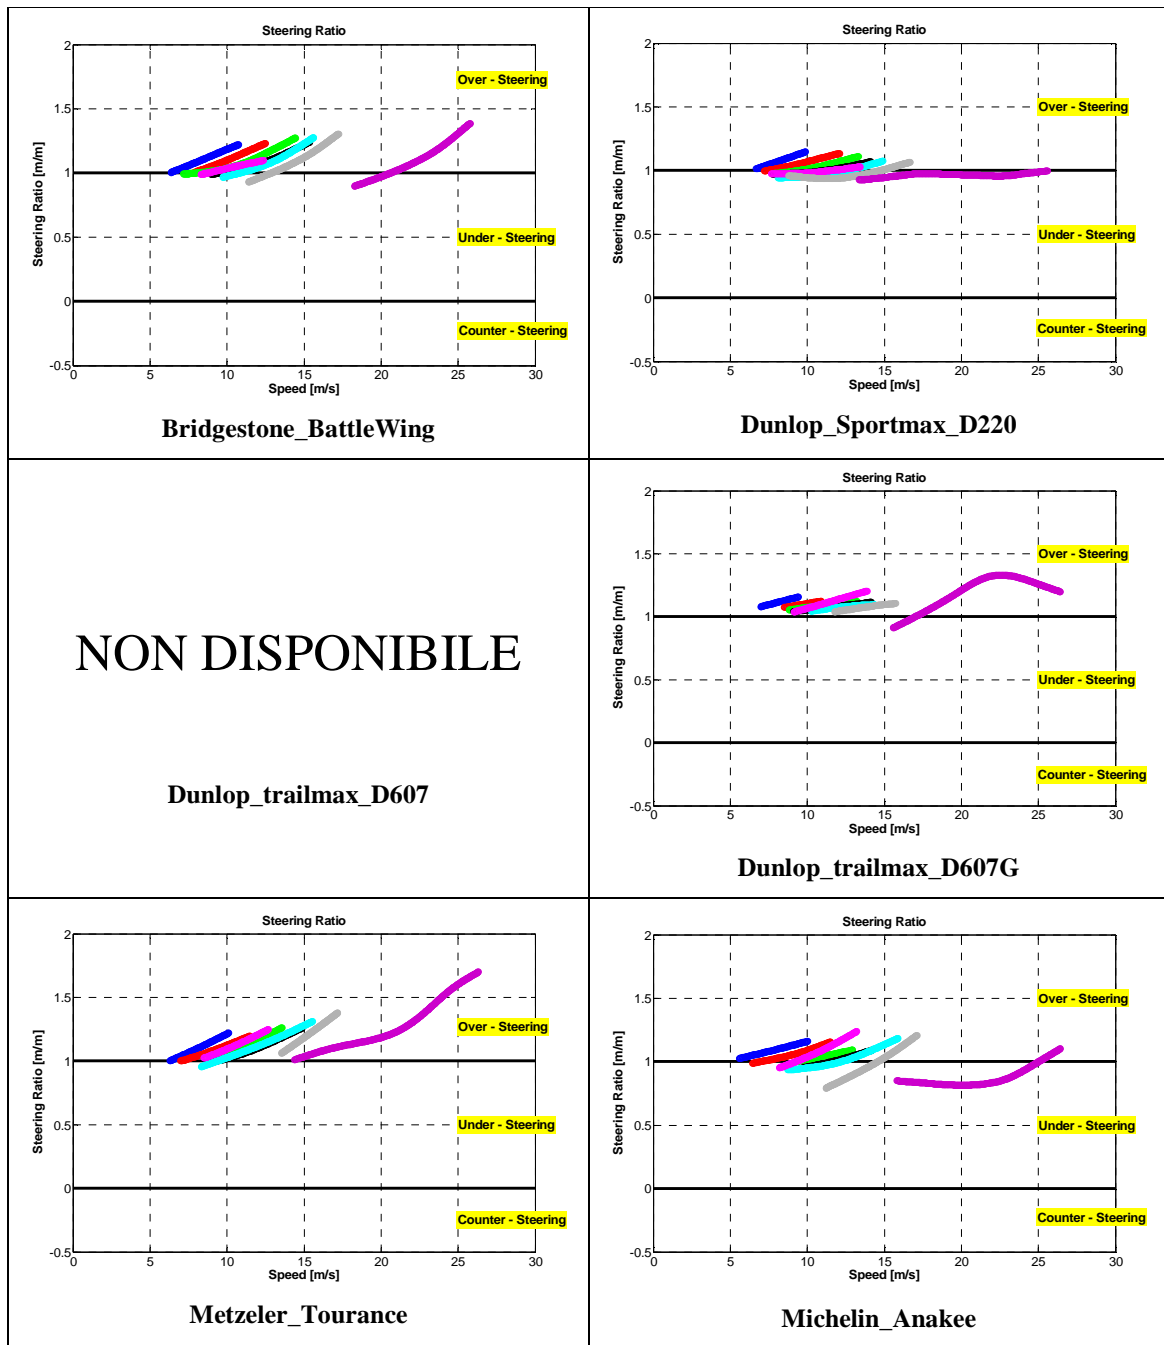 Steering Ratio
2
1.5
1
0.5
0
-0.5
Steering Ratio [m/m]
Over - Steering
Under - Steering
Counter - Steering
0 5 10 15 20 25 30
Speed [m/s]
Bridgestone_BattleWing
Steering Ratio
2
1.5
1
0.5
0
-0.5
Steering Ratio [m/m]
Over - Steering
Under - Steering
Counter - Steering
0 5 10 15 20 25 30
Speed [m/s]
Dunlop_Sportmax_D220
NON DISPONIBILE
Dunlop_trailmax_D607
Steering Ratio
2
1.5
1
0.5
0
-0.5
Steering Ratio [m/m]
Over - Steering
Under - Steering
Counter - Steering
0 5 10 15 20 25 30
Speed [m/s]
Dunlop_trailmax_D607G
Steering Ratio
2
1.5
1
0.5
0
-0.5
Steering Ratio [m/m]
Over - Steering
Under - Steering
Counter - Steering
0 5 10 15 20 25 30
Speed [m/s]
Metzeler_Tourance
Steering Ratio
2
1.5
1
0.5
0
-0.5
Steering Ratio [m/m]
Over - Steering
Under - Steering
Counter - Steering
0 5 10 15 20 25 30
Speed [m/s]
Michelin_Anakee